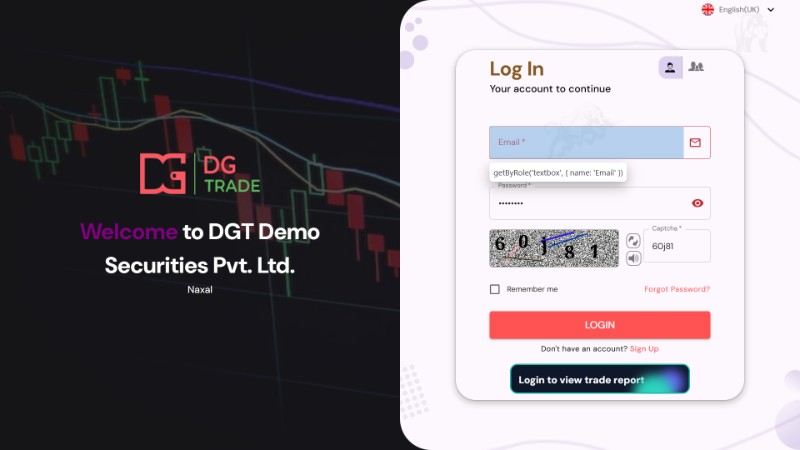 English(UK)
DG
TRADE
Welcome to DGT Demo
Securities Pvt. Ltd.
Naxal
Log In
Your account to continue
Email *
getByRole('textbox', { name: 'Email' })
Password *
••••••••
6 0 j 8 1
Captcha *
60j81
Remember me
Forgot Password?
LOGIN
Don't have an account? Sign Up
Login to view trade report